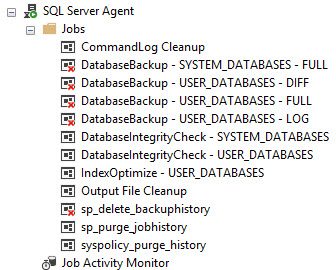 SQL Server Agent
Jobs
CommandLog Cleanup
DatabaseBackup - SYSTEM_DATABASES - FULL
DatabaseBackup - USER_DATABASES - DIFF
DatabaseBackup - USER_DATABASES - FULL
DatabaseBackup - USER_DATABASES - LOG
DatabaseIntegrityCheck - SYSTEM_DATABASES
DatabaseIntegrityCheck - USER_DATABASES
IndexOptimize - USER_DATABASES
Output File Cleanup
sp_delete_backuphistory
sp_purge_jobhistory
syspolicy_purge_history
Job Activity Monitor